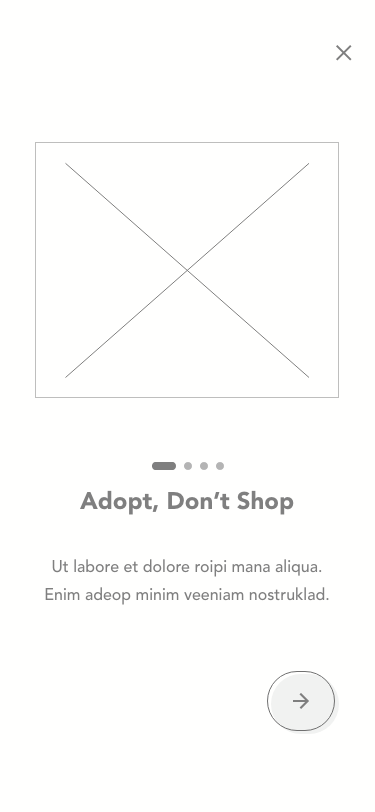 Adopt, Don’t Shop
Ut labore et dolore roipi mana aliqua.
Enim adeop minim veeniam nostruklad.